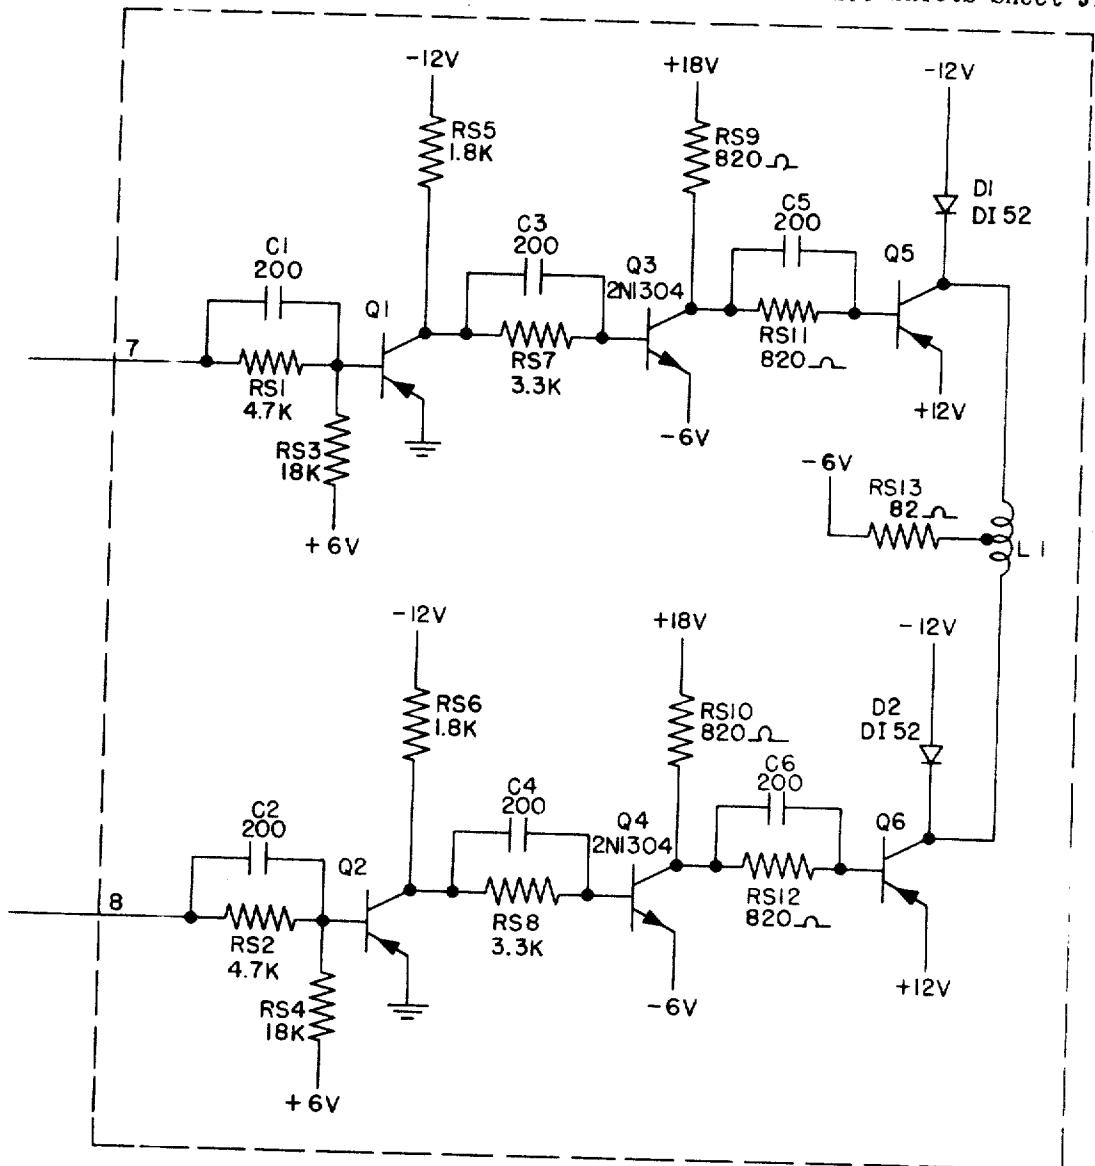 Sheet
-12V
+18V
-12V
RS5
1.8K
RS9
820Ω
D1
DI 52
C1
200
C3
200
C5
200
Q1
Q3
2N1304
Q5
7
RS1
4.7K
RS7
3.3K
RS11
820Ω
RS3
18K
-6V
+12V
+6V
-6V
RS13
82Ω
L1
-12V
+18V
-12V
RS6
1.8K
RS10
820Ω
D2
DI 52
C2
200
C4
200
C6
200
Q2
Q4
2N1304
Q6
8
RS2
4.7K
RS8
3.3K
RS12
820Ω
RS4
18K
-6V
+12V
+6V